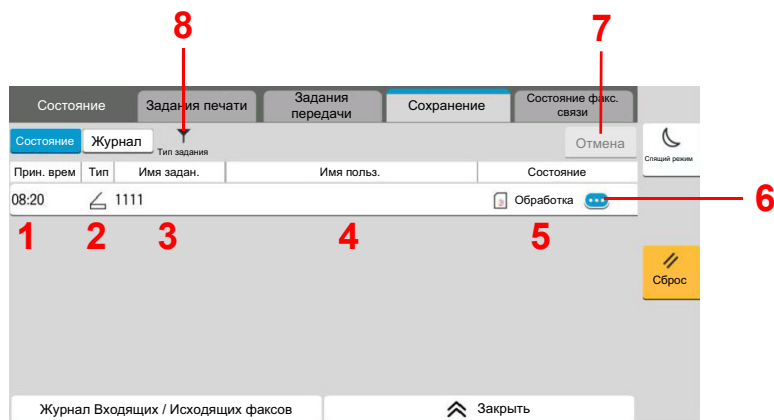 8
7
Состояние
Задания печати
Задания
передачи
Сохранение
Состояние факс.
связи
Состояние
Журнал
Тип задания
Отмена
Спящий режим
Прин. врем
Тип
Имя задан.
Имя польз.
Состояние
08:20
1111
Обработка
6
1
2
3
4
5
Сброс
Журнал Входящих / Исходящих факсов
Закрыть